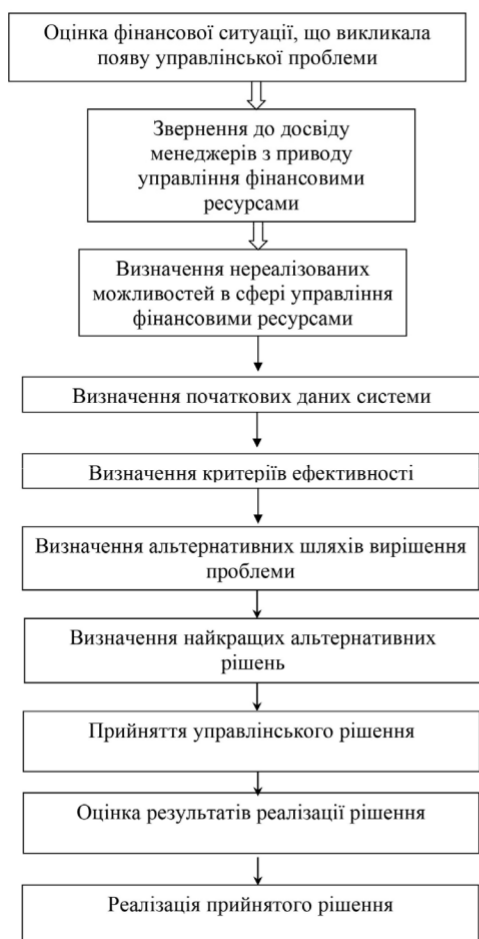 Оцінка фінансової ситуації, що викликала
появу управлінської проблеми
Звернення до досвіду
менеджерів з приводу
управління фінансовими
ресурсами
Визначення нереалізованих
можливостей в сфері управління
фінансовими ресурсами
Визначення початкових даних системи
Визначення критеріїв ефективності
Визначення альтернативних шляхів вирішення
проблеми
Визначення найкращих альтернативних
рішень
Прийняття управлінського рішення
Оцінка результатів реалізації рішення
Реалізація прийнятого рішення